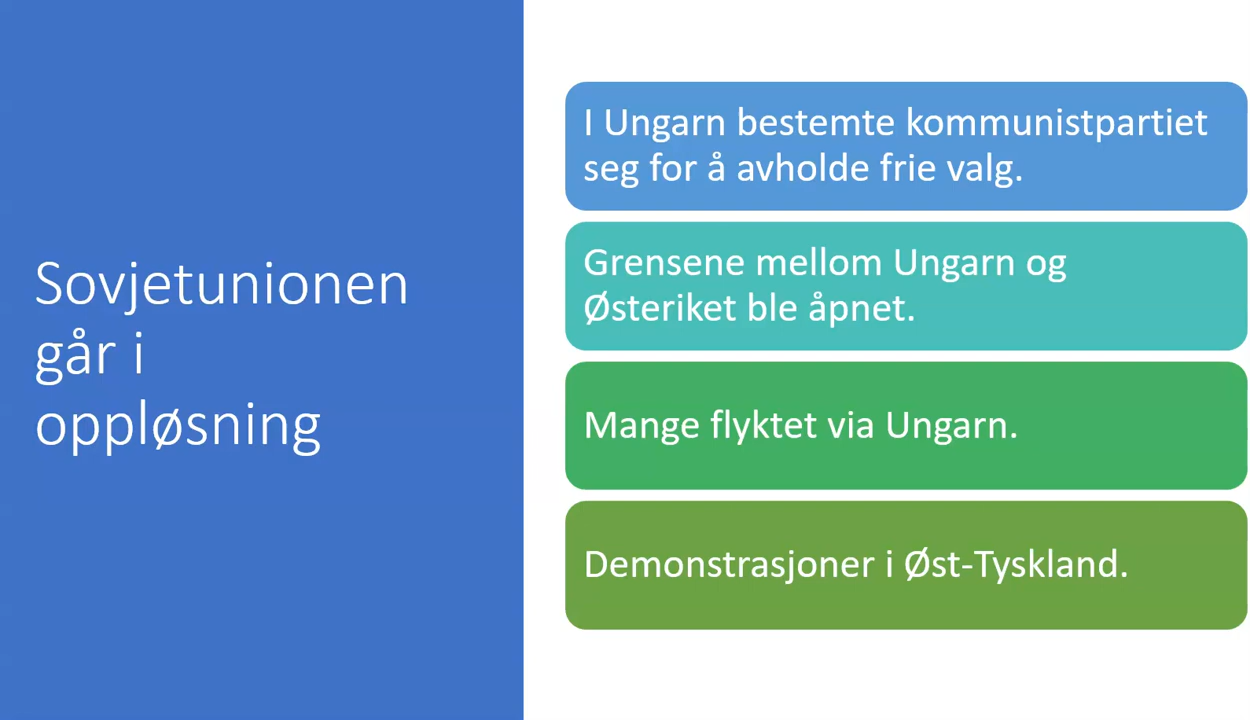 Sovjetunionen
går i
oppløsning
I Ungarn bestemte kommunistpartiet
seg for å avholde frie valg.
Grensene mellom Ungarn og
Østeriket ble åpnet.
Mange flyktet via Ungarn.
Demonstrasjoner i Øst-Tyskland.